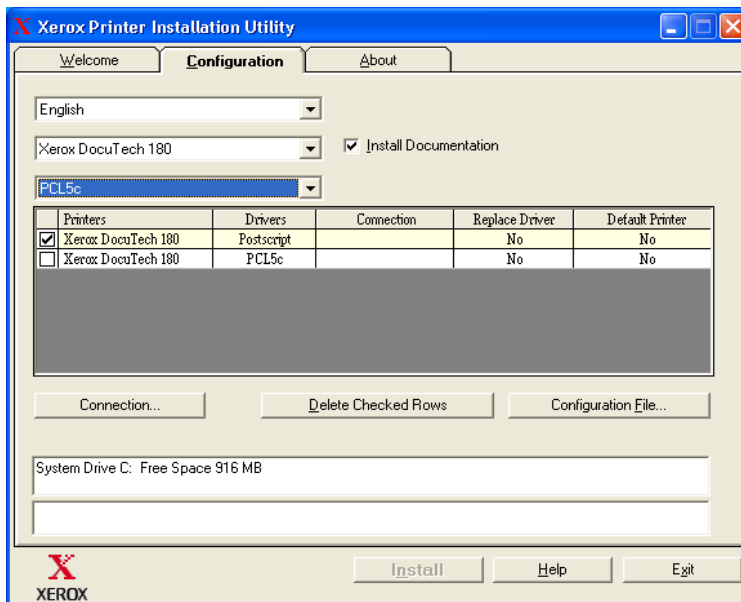 X Xerox Printer Installation Utility
Welcome Configuration About
English
Xerox DocuTech 180
Install Documentation
PCL5c
Printers Drivers Connection Replace Driver Default Printer
Xerox DocuTech 180 Postscript No No
Xerox DocuTech 180 PCL5c No No
Connection... Delete Checked Rows Configuration File...
System Drive C: Free Space 916 MB
Install Help Exit
X
XEROX